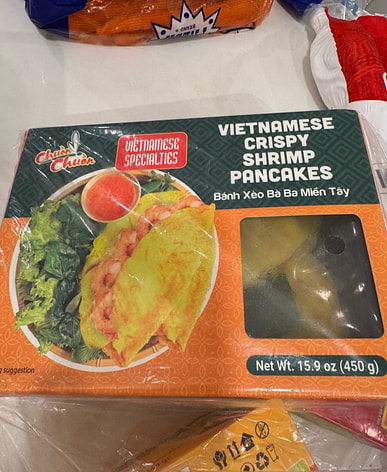 Chuồn
Chuồn
VIETNAMESE
SPECIALTIES
VIETNAMESE
CRISPY
SHRIMP
PANCAKES
Bánh Xèo Bà Ba Miền Tây
suggestion
Net Wt. 15.9 oz (450 g)